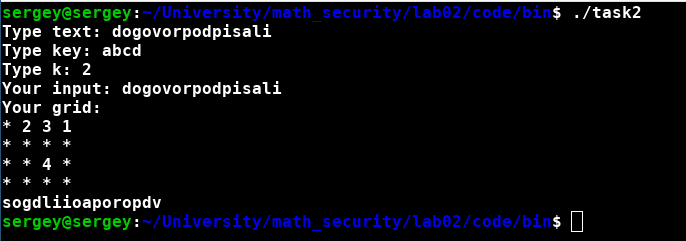 sergey@sergey:~/University/math_security/lab02/code/bin$ ./task2
Type text: dogovorpodpisali
Type key: abcd
Type k: 2
Your input: dogovorpodpisali
Your grid:
* 2 3 1
* * * *
* * 4 *
* * * *
sogdliioaporopdv
sergey@sergey:~/University/math_security/lab02/code/bin$